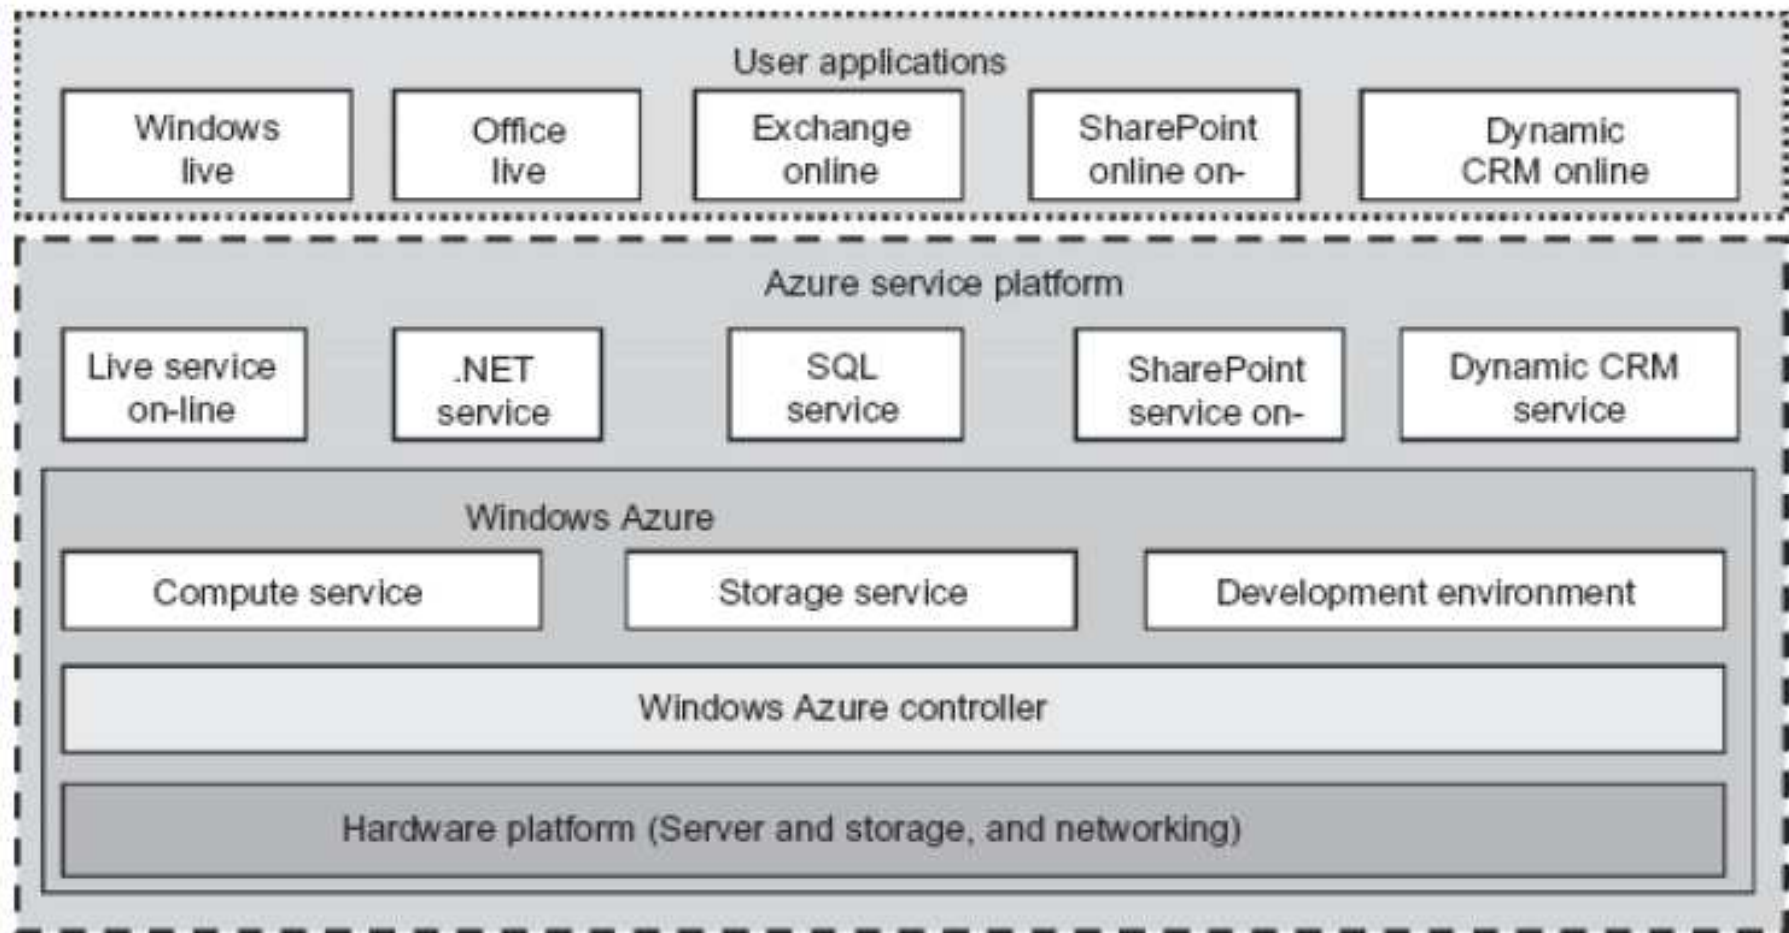 User applications
Windows
live
Office
live
Exchange
online
SharePoint
online on-
Dynamic
CRM online
Azure service platform
Live service
on-line
.NET
service
SQL
service
SharePoint
service on-
Dynamic CRM
service
Windows Azure
Compute service
Storage service
Development environment
Windows Azure controller
Hardware platform (Server and storage, and networking)